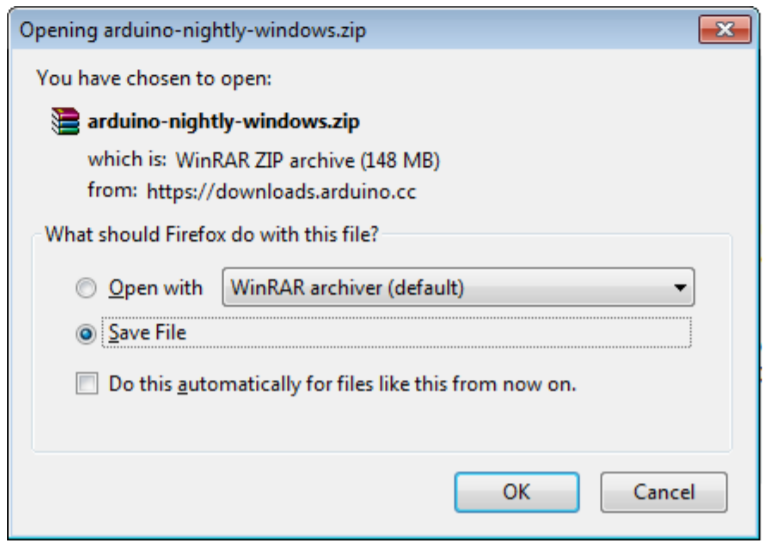 Opening arduino-nightly-windows.zip
You have chosen to open:
arduino-nightly-windows.zip
which is: WinRAR ZIP archive (148 MB)
from: https://downloads.arduino.cc
What should Firefox do with this file?
Open with WinRAR archiver (default)
Save File
Do this automatically for files like this from now on.
OK Cancel